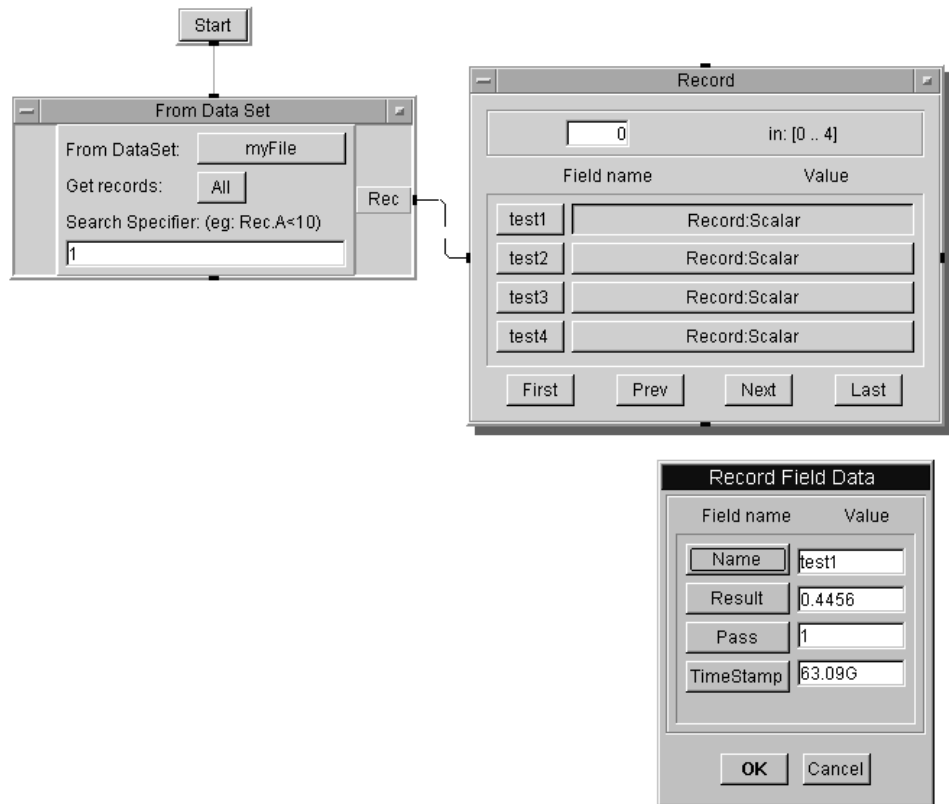 Start
From Data Set
From DataSet: myFile
Get records: All
Search Specifier: (eg: Rec.A<10)
1
Rec
Record
0 in: [0 .. 4]
Field name Value
test1 Record:Scalar
test2 Record:Scalar
test3 Record:Scalar
test4 Record:Scalar
First Prev Next Last
Record Field Data
Field name Value
Name test1
Result 0.4456
Pass 1
TimeStamp 63.09G
OK Cancel